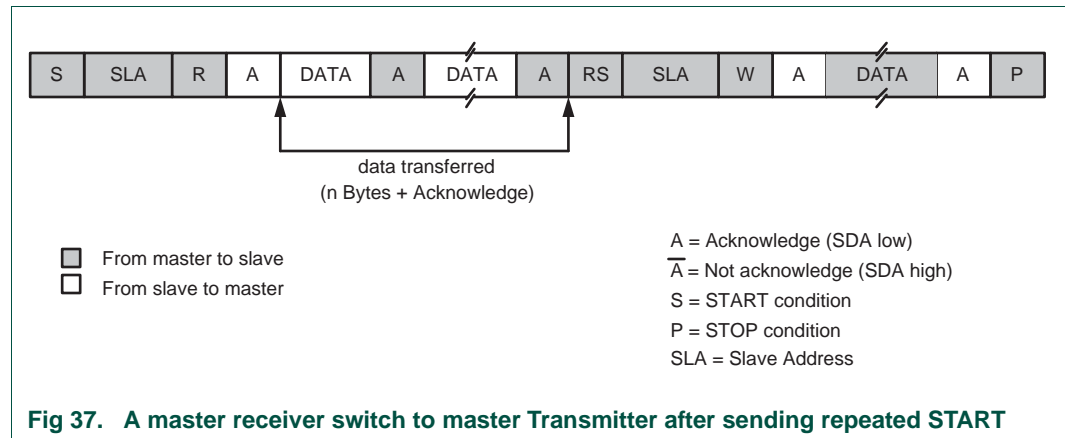 S SLA R A DATA A DATA A RS SLA W A DATA A P
data transferred
(n Bytes + Acknowledge)
From master to slave
From slave to master
A = Acknowledge (SDA low)
A̅ = Not acknowledge (SDA high)
S = START condition
P = STOP condition
SLA = Slave Address
Fig 37. A master receiver switch to master Transmitter after sending repeated START